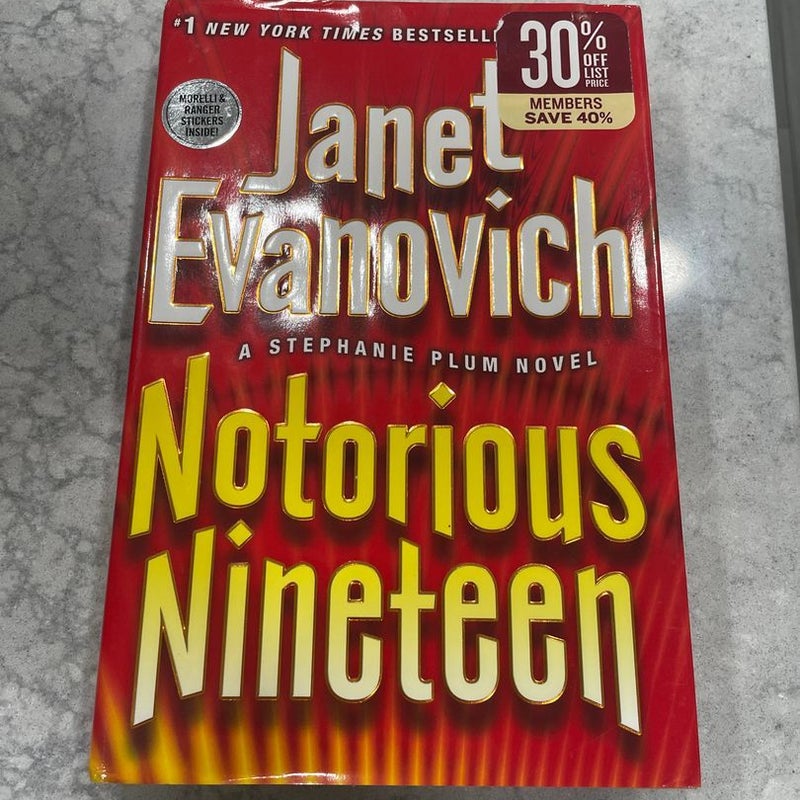 #1 NEW YORK TIMES BESTSELL
30% OFF LIST PRICE
MEMBERS
SAVE 40%
MORELLI &
RANGER
STICKERS
INSIDE!
Janet
Evanovich
A STEPHANIE PLUM NOVEL
Notorious
Nineteen